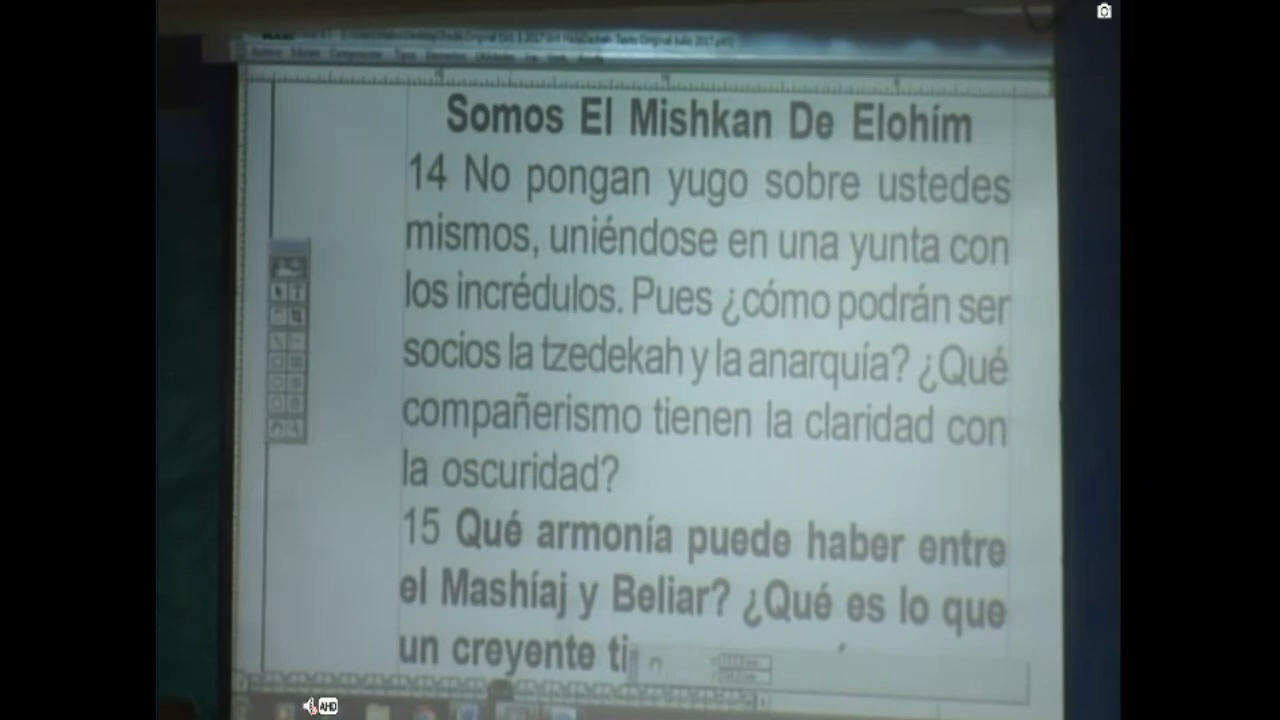 Somos El Mishkan De Elohím
14 No pongan yugo sobre ustedes
mismos, uniéndose en una yunta con
los incrédulos. Pues ¿cómo podrán ser
socios la tzedekah y la anarquía? ¿Qué
compañerismo tienen la claridad con
la oscuridad?
15 Qué armonía puede haber entre
el Mashíaj y Beliar? ¿Qué es lo que
un creyente
AHD